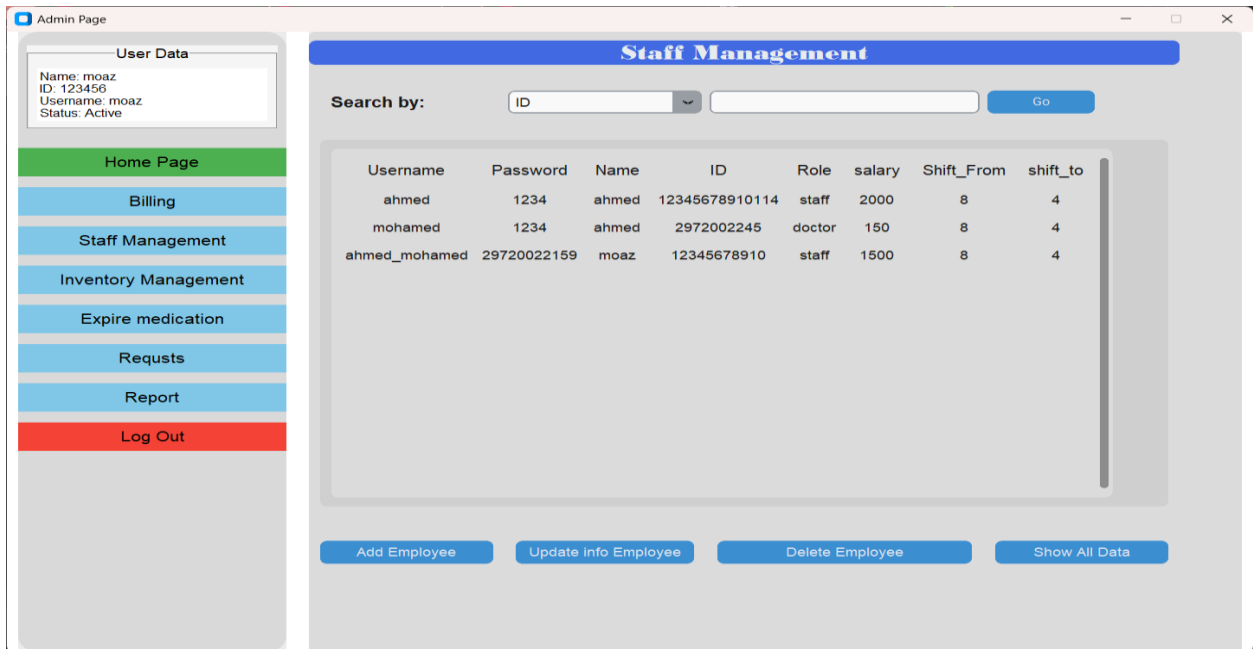 Admin Page
User Data
Name: moaz
ID: 123456
Username: moaz
Status: Active
Home Page
Billing
Staff Management
Inventory Management
Expire medication
Requsts
Report
Log Out
Staff Management
Search by: ID Go
Username Password Name ID Role salary Shift_From shift_to
ahmed 1234 ahmed 12345678910114 staff 2000 8 4
mohamed 1234 ahmed 2972002245 doctor 150 8 4
ahmed_mohamed 29720022159 moaz 12345678910 staff 1500 8 4
Add Employee Update info Employee Delete Employee Show All Data